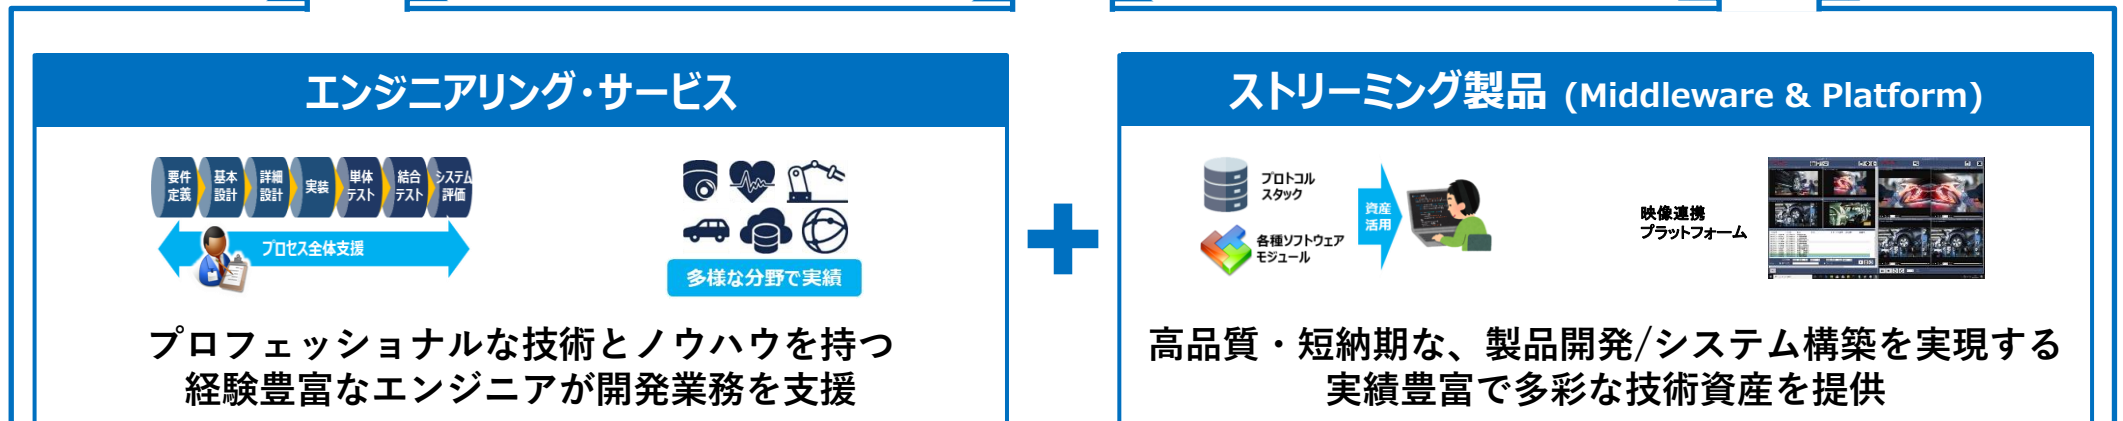 エンジニアリング・サービス
要件
定義
基本
設計
詳細
設計
実装
単体
テスト
結合
テスト
システム
評価
プロセス全体支援
多様な分野で実績
プロフェッショナルな技術とノウハウを持つ
経験豊富なエンジニアが開発業務を支援
ストリーミング製品 (Middleware & Platform)
プロトコル
スタック
各種ソフトウェア
モジュール
資産
活用
映像連携
プラットフォーム
高品質・短納期な、製品開発/システム構築を実現する
実績豊富で多彩な技術資産を提供